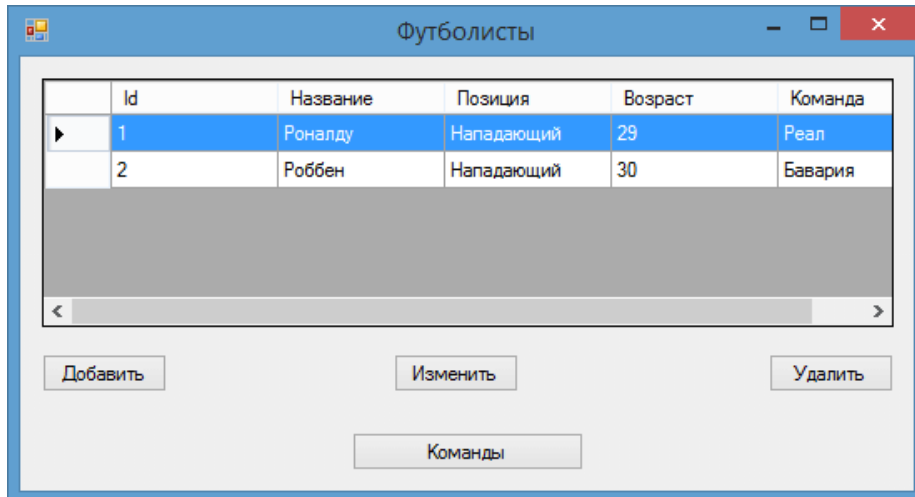 Футболисты
Id Название Позиция Возраст Команда
1 Роналду Нападающий 29 Реал
2 Роббен Нападающий 30 Бавария
Добавить Изменить Удалить
Команды